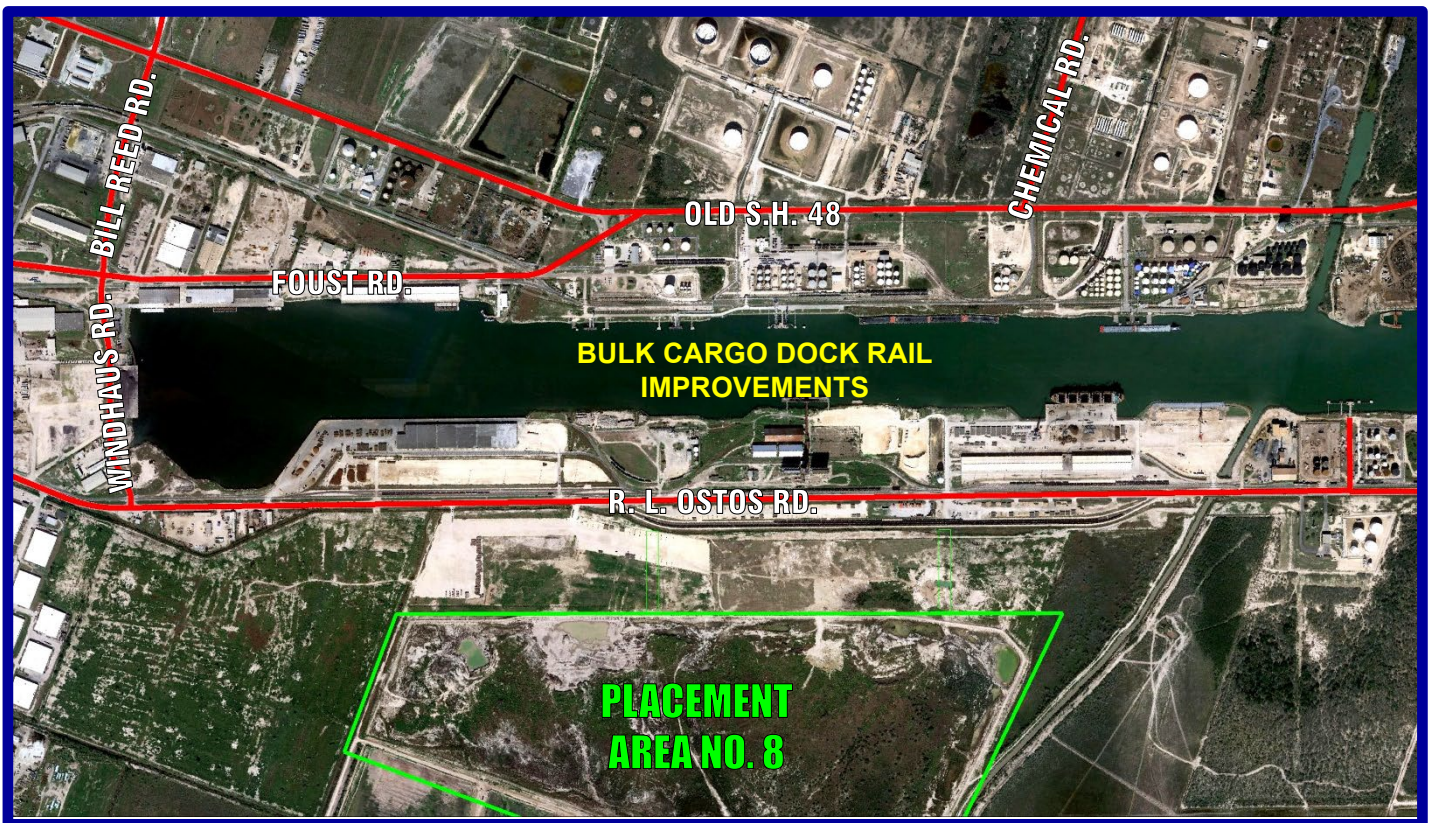 BILL REED RD.
CHEMICAL RD.
OLD S.H. 48
FOUST RD.
WINDHAUS RD.
BULK CARGO DOCK RAIL
IMPROVEMENTS
R. L. OSTOS RD.
PLACEMENT
AREA NO. 8